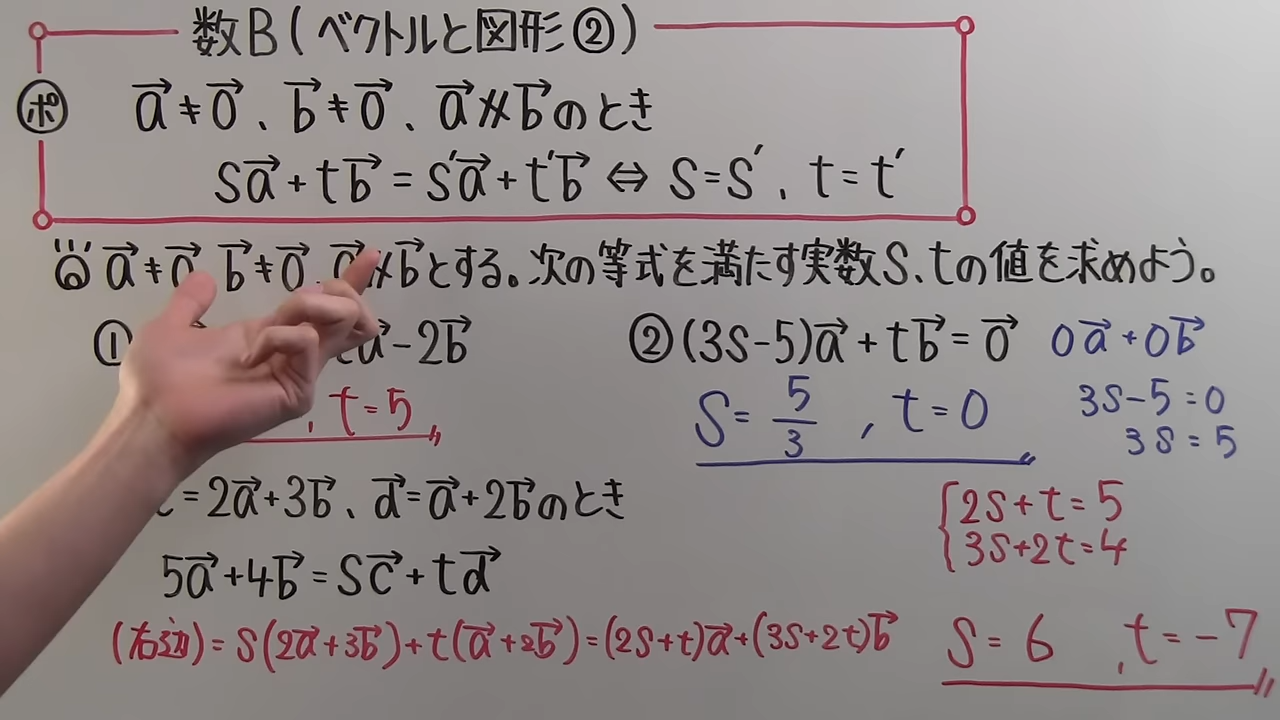 数B(ベクトルと図形②)
ポ a⃗≠0⃗、b⃗≠0⃗、a⃗∦b⃗のとき
sa⃗+tb⃗=s'a⃗+t'b⃗⇔s=s'、t=t'
問 a⃗≠0⃗、b⃗≠0⃗、a⃗∦b⃗とする。次の等式を満たす実数s、tの値を求めよう。
① a⃗-2b⃗
②(3s-5)a⃗+tb⃗=0⃗ 0a⃗+0b⃗
, t=5
s=5/3 , t=0
3s-5=0
3s=5
=2a⃗+3b⃗、d⃗=a⃗+2b⃗のとき
5a⃗+4b⃗=sc⃗+td⃗
{2s+t=5
3s+2t=4
(右辺)=s(2a⃗+3b⃗)+t(a⃗+2b⃗)=(2s+t)a⃗+(3s+2t)b⃗
s=6 , t=-7